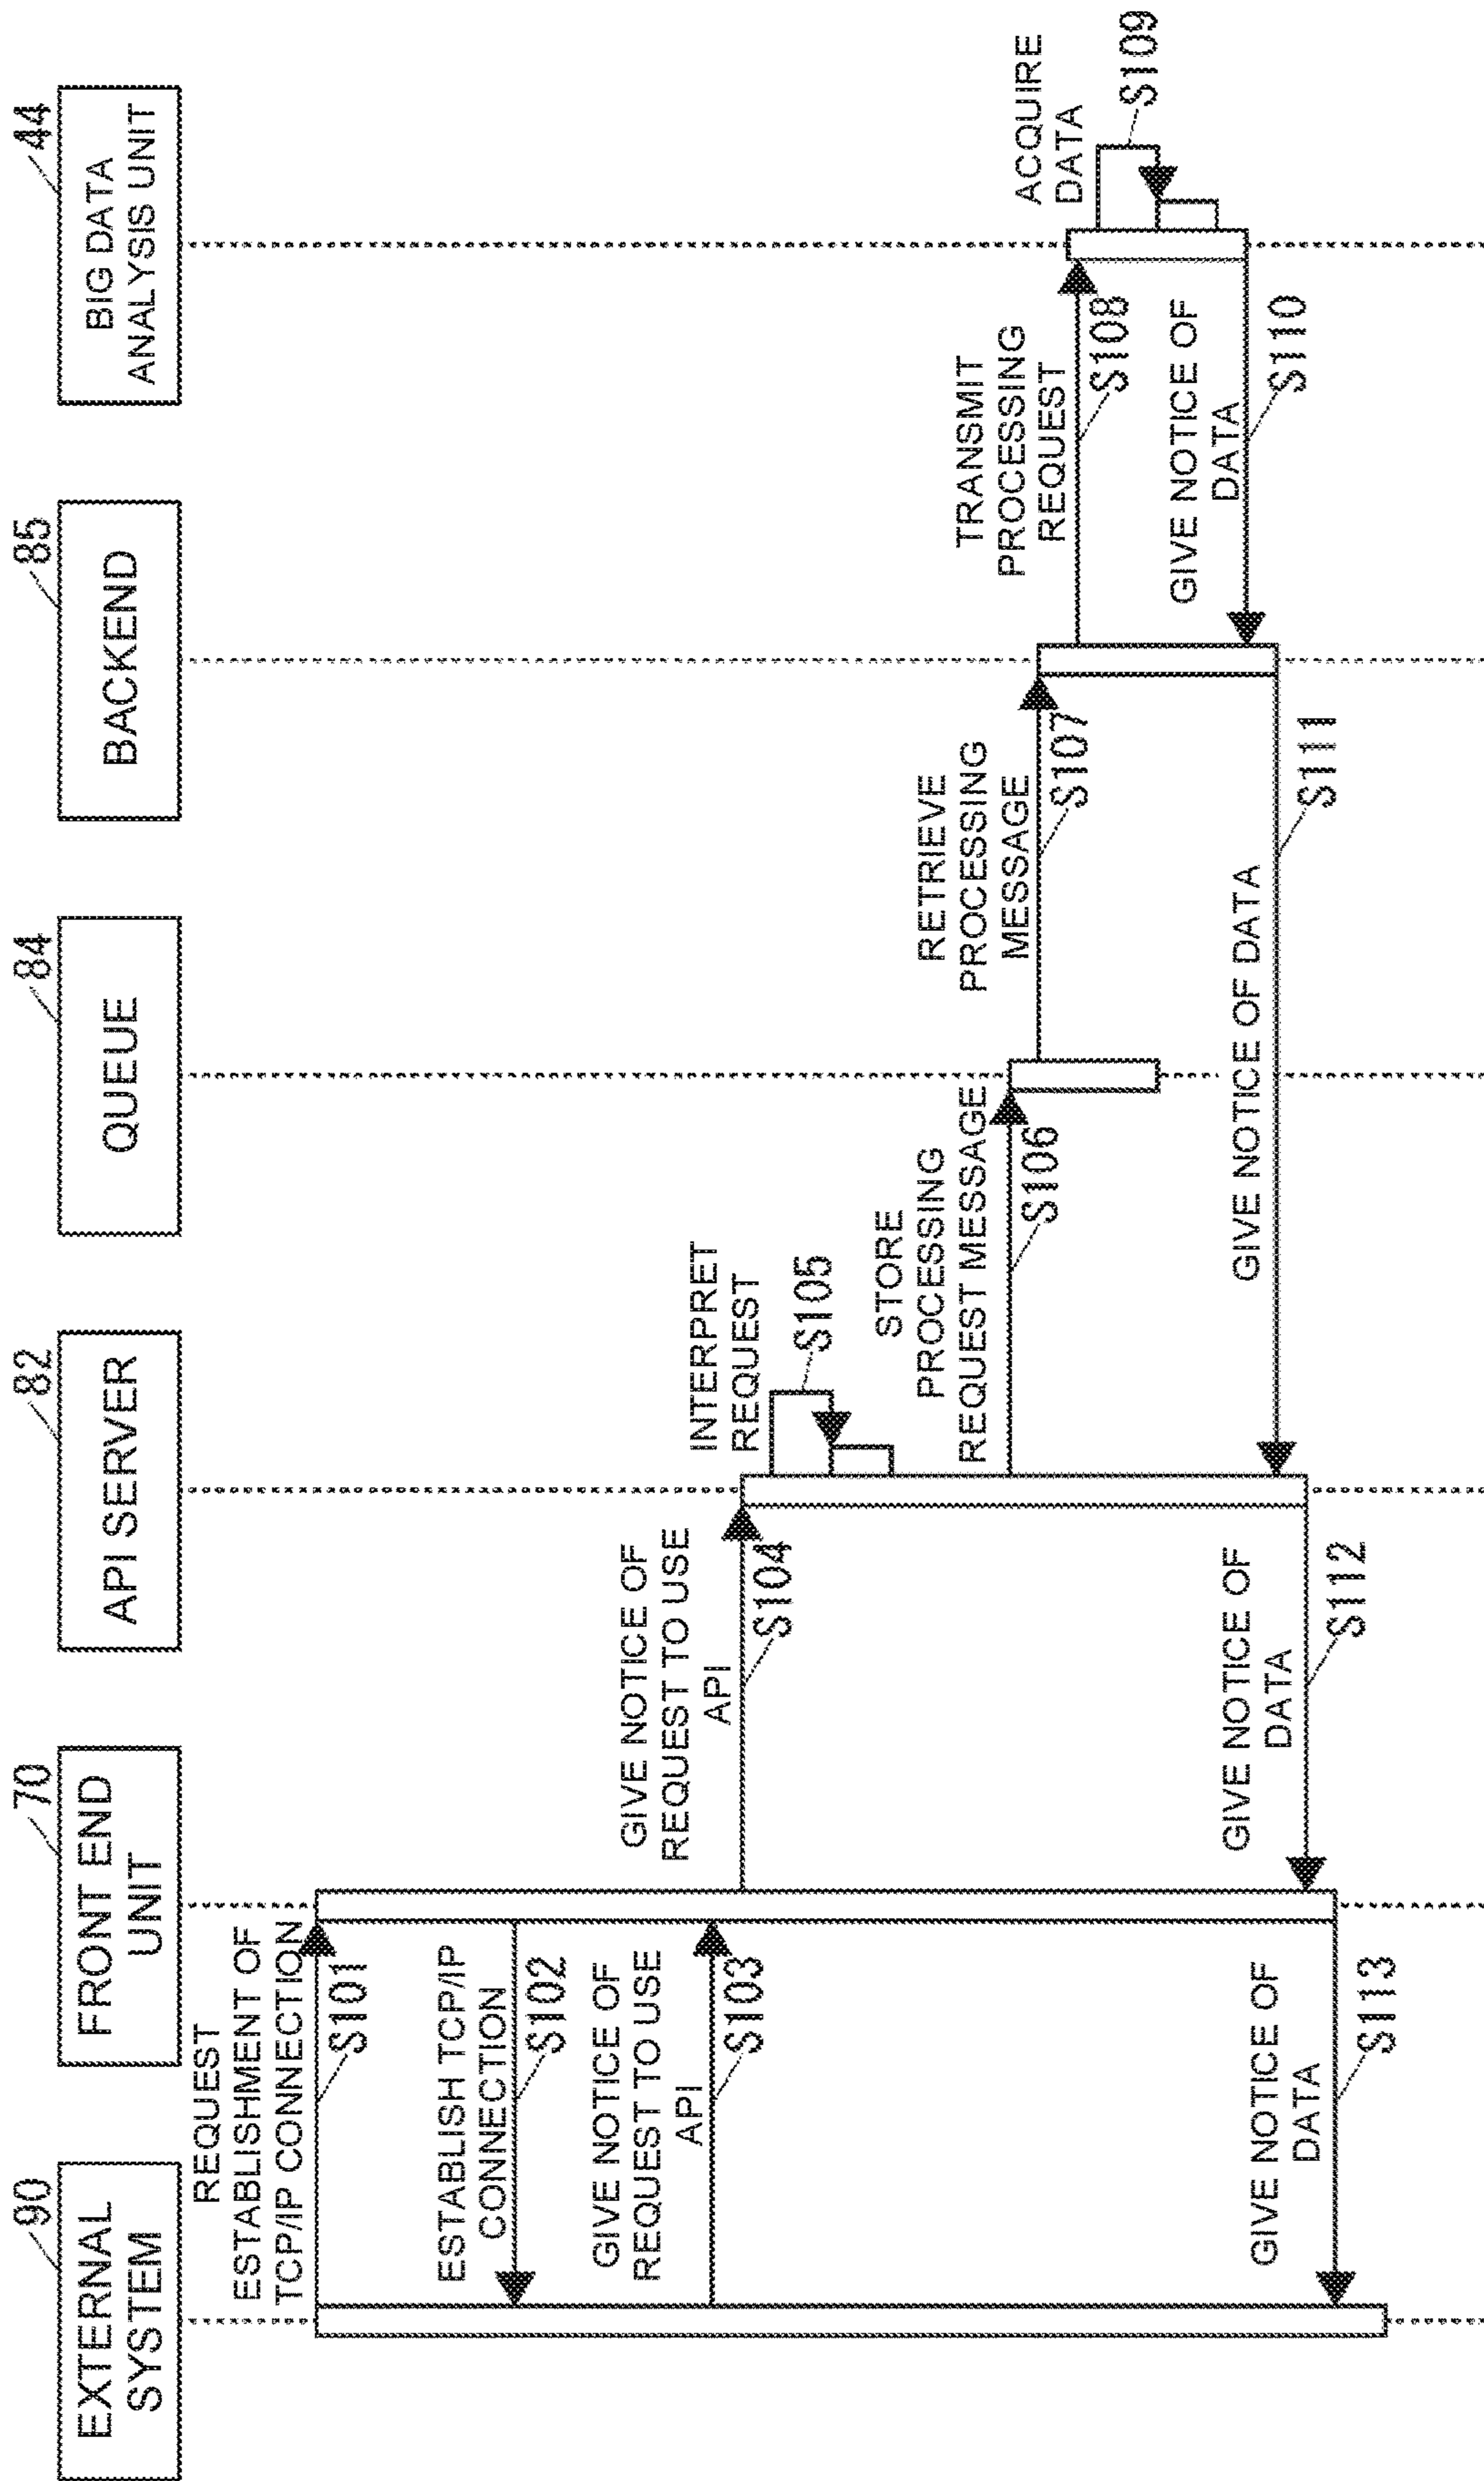 90
EXTERNAL
SYSTEM
70
FRONT END
UNIT
82
API SERVER
84
QUEUE
85
BACKEND
44
BIG DATA
ANALYSIS UNIT
REQUEST
ESTABLISHMENT OF
TCP/IP CONNECTION
S101
ESTABLISH TCP/IP
CONNECTION
S102
GIVE NOTICE OF
REQUEST TO USE
API
S103
GIVE NOTICE OF
REQUEST TO USE
API
S104
INTERPRET
REQUEST
S105
STORE
PROCESSING
REQUEST MESSAGE
S106
RETRIEVE
PROCESSING
MESSAGE
S107
TRANSMIT
PROCESSING
REQUEST
S108
ACQUIRE
DATA
S109
GIVE NOTICE OF
DATA
S110
GIVE NOTICE OF DATA
S111
GIVE NOTICE OF
DATA
S112
GIVE NOTICE OF
DATA
S113